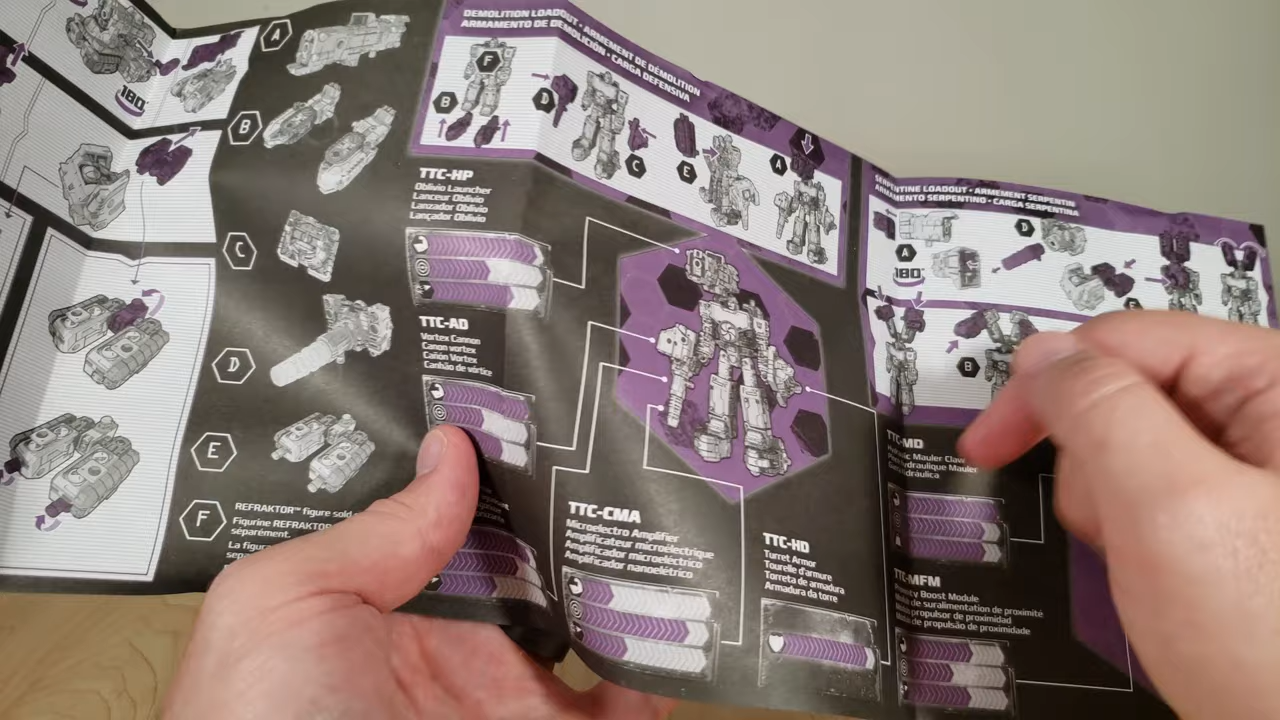 180°
A
B
C
D
E
F
REFRAKTOR™ figure sold
Figurine REFRAKTOR
séparément.
La figura
DEMOLITION LOADOUT • ARMEMENT DE DÉMOLITION
ARMAMENTO DE DEMOLICIÓN • CARGA DEFENSIVA
F
B
D
C
E
A
TTC-HP
Oblivio Launcher
Lanceur Oblivio
Lanzador Oblivio
Lançador Oblivio
TTC-AD
Vortex Cannon
Canon vortex
Cañón Vortex
Canhão de vórtice
TTC-CMA
Microelectro Amplifier
Amplificateur microélectrique
Amplificador microeléctrico
Amplificador nanoelétrico
TTC-HD
Turret Armor
Tourelle d'armure
Torreta de armadura
Armadura da torre
SERPENTINE LOADOUT • ARMEMENT SERPENTIN
ARMAMENTO SERPENTINO • CARGA SERPENTINA
A
180°
D
B
TTC-MD
Hydraulic Mauler Claw
hydraulique Mauler
hidráulica
TTC-MFM
Boost Module
de suralimentation de proximité
propulsor de proximidad
de propulsão de proximidade